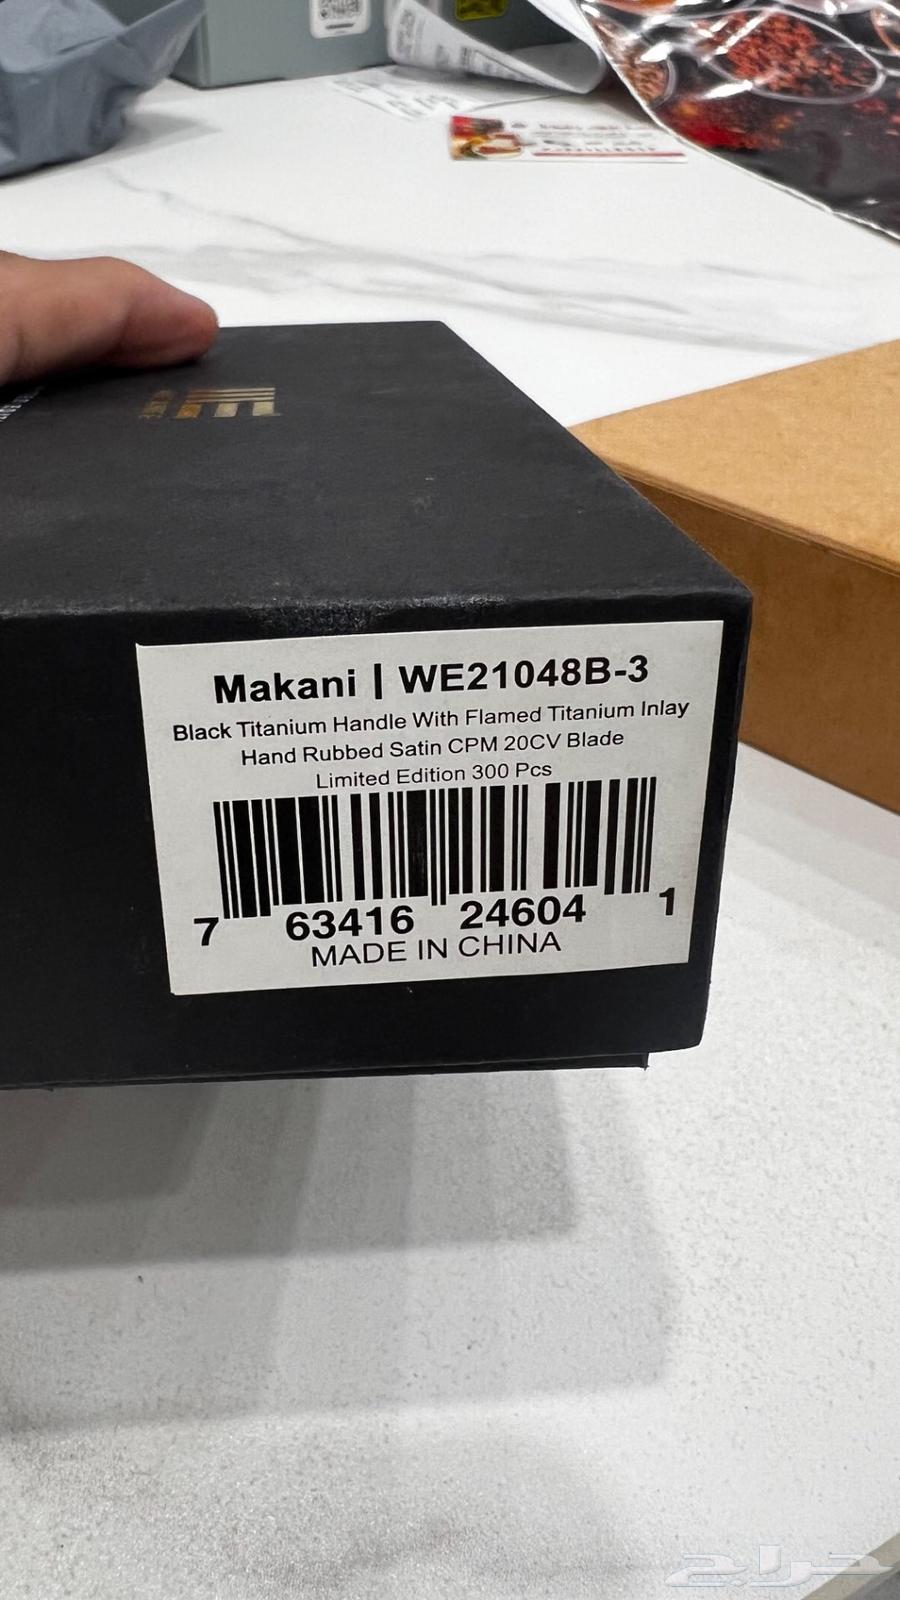 Makani | WE21048B-3
Black Titanium Handle With Flamed Titanium Inlay
Hand Rubbed Satin CPM 20CV Blade
Limited Edition 300 Pcs
7 63416 24604 1
MADE IN CHINA
حراج